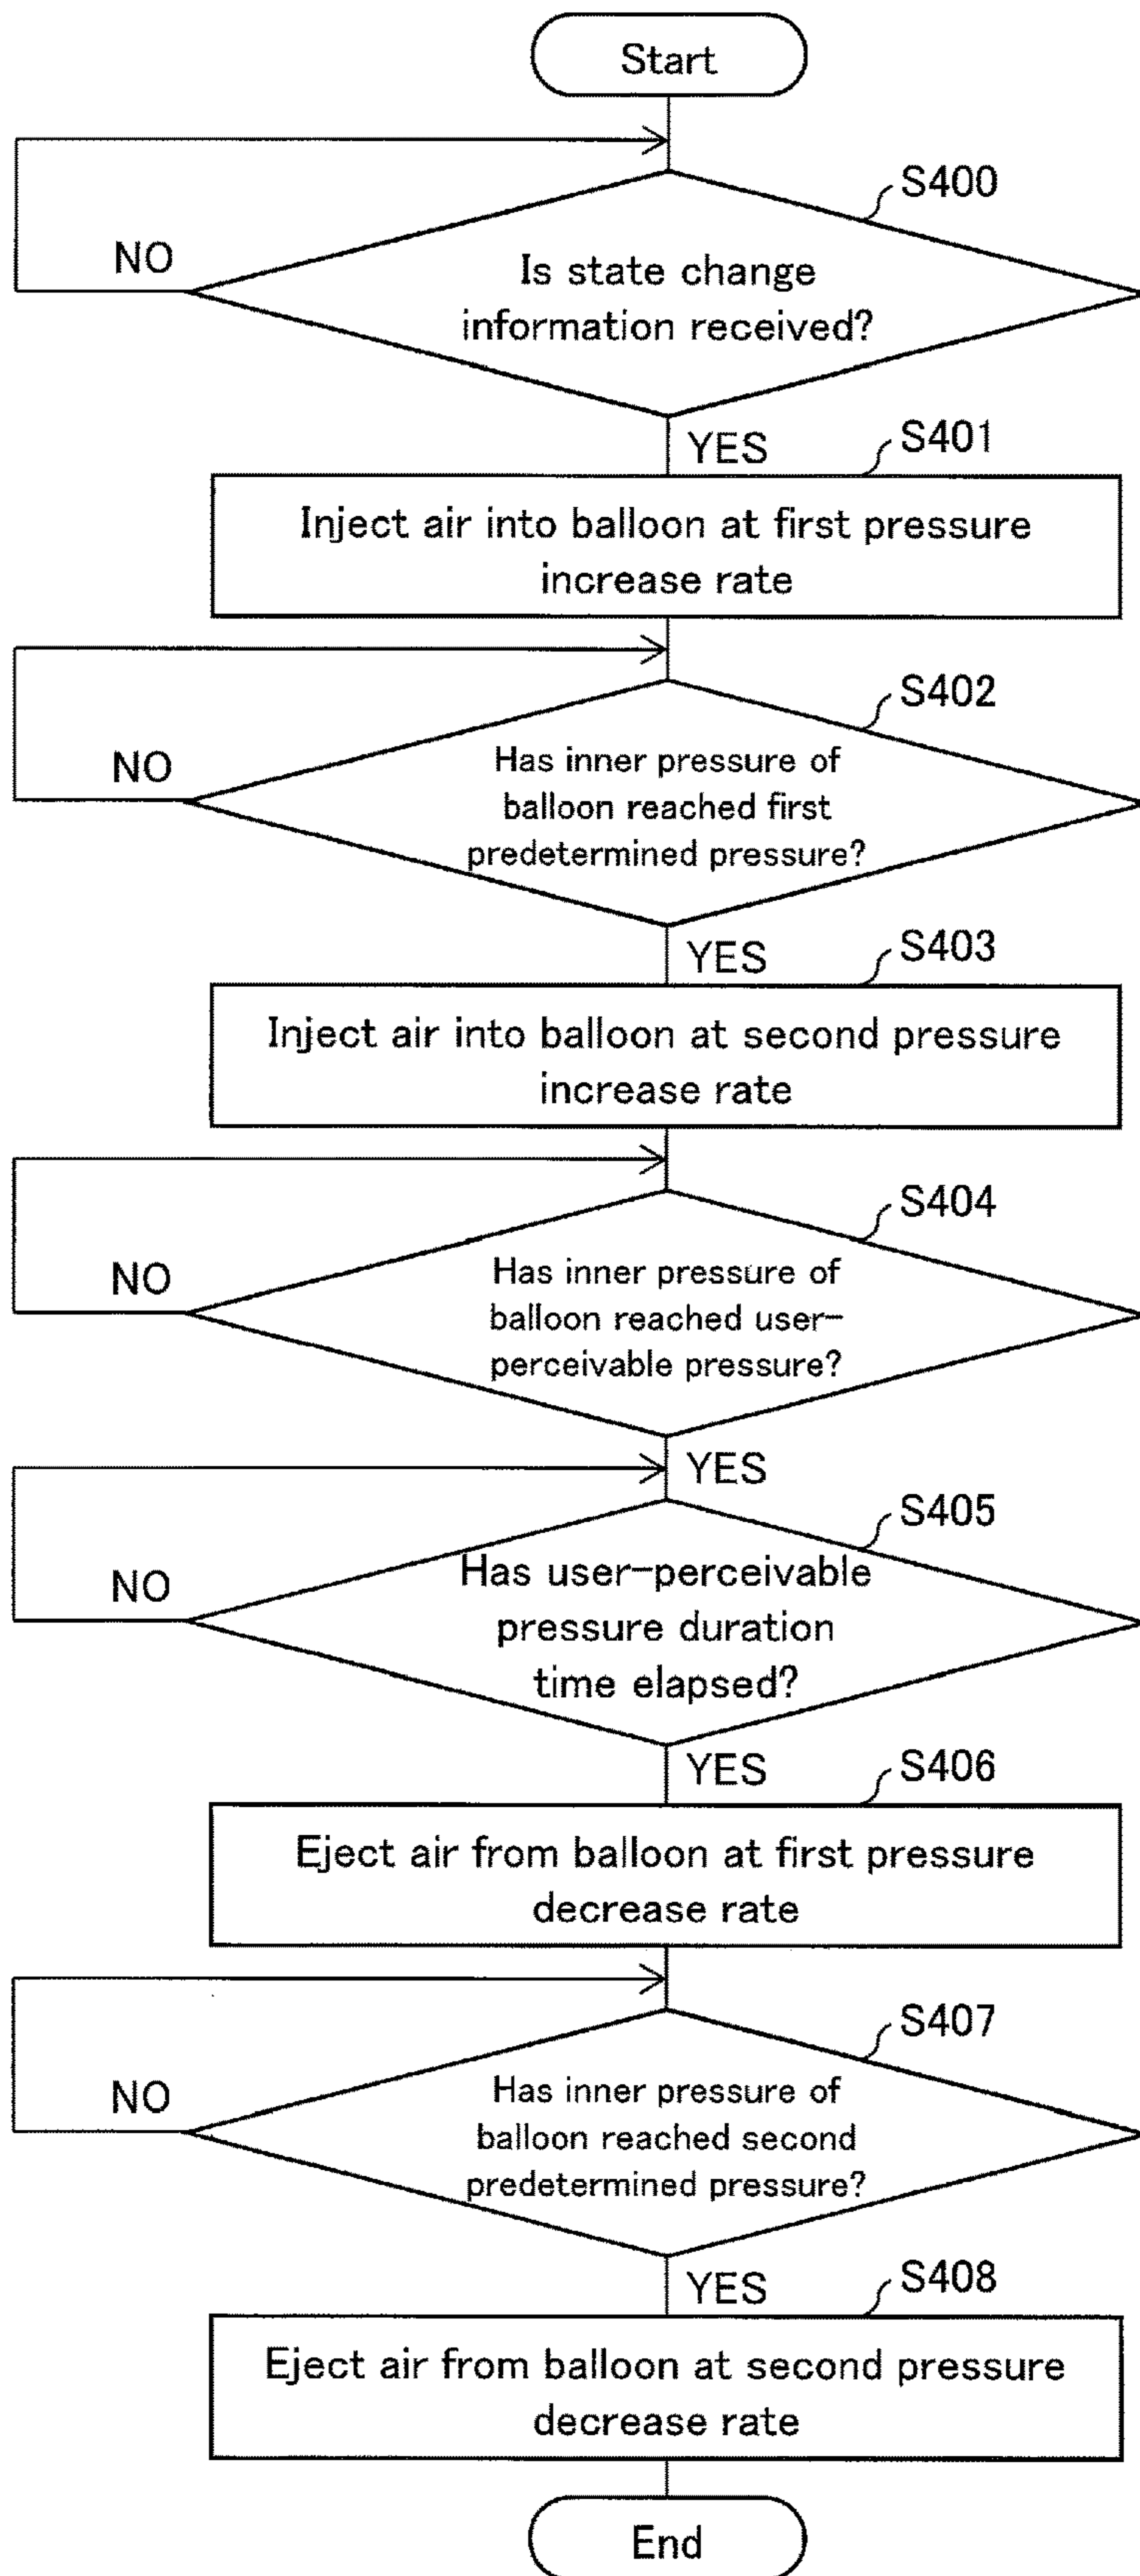 Start
S400
NO
Is state change
information received?
YES
S401
Inject air into balloon at first pressure
increase rate
S402
NO
Has inner pressure of
balloon reached first
predetermined pressure?
YES
S403
Inject air into balloon at second pressure
increase rate
S404
NO
Has inner pressure of
balloon reached user-
perceivable pressure?
YES
S405
NO
Has user-perceivable
pressure duration
time elapsed?
YES
S406
Eject air from balloon at first pressure
decrease rate
S407
NO
Has inner pressure of
balloon reached second
predetermined pressure?
YES
S408
Eject air from balloon at second pressure
decrease rate
End